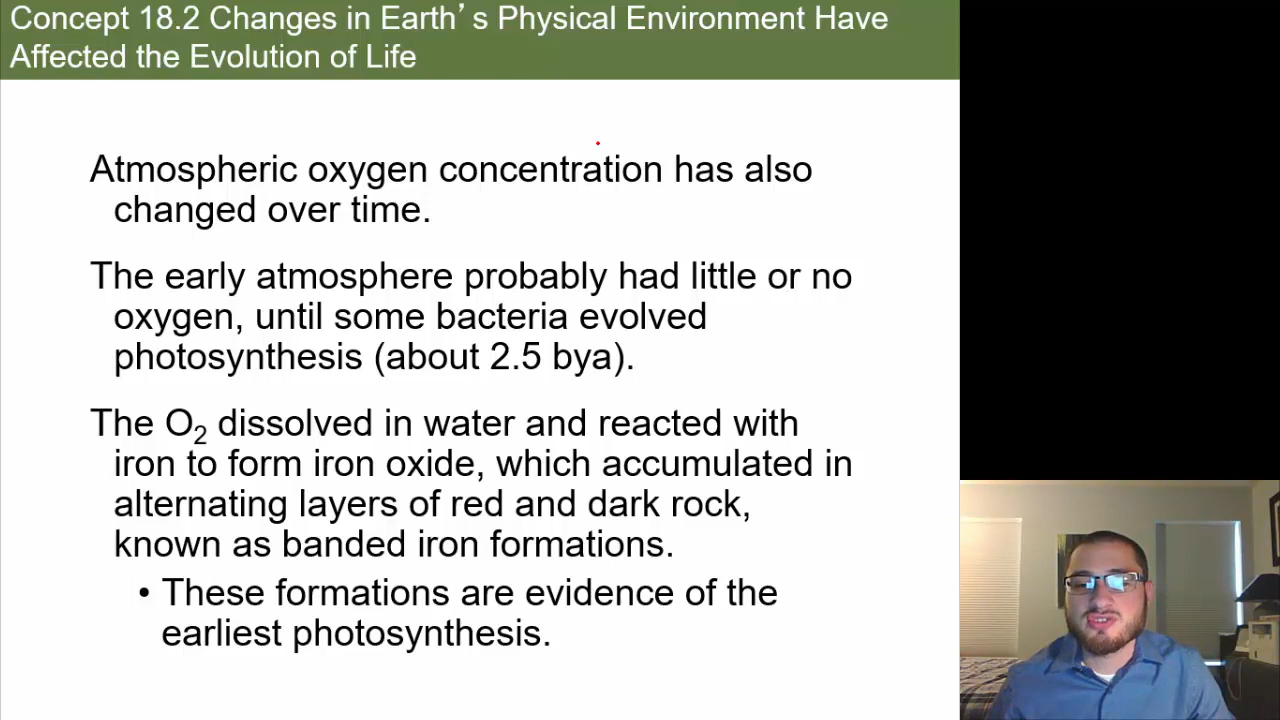 Concept 18.2 Changes in Earth’s Physical Environment Have
Affected the Evolution of Life
Atmospheric oxygen concentration has also
changed over time.
The early atmosphere probably had little or no
oxygen, until some bacteria evolved
photosynthesis (about 2.5 bya).
The O₂ dissolved in water and reacted with
iron to form iron oxide, which accumulated in
alternating layers of red and dark rock,
known as banded iron formations.
• These formations are evidence of the
earliest photosynthesis.